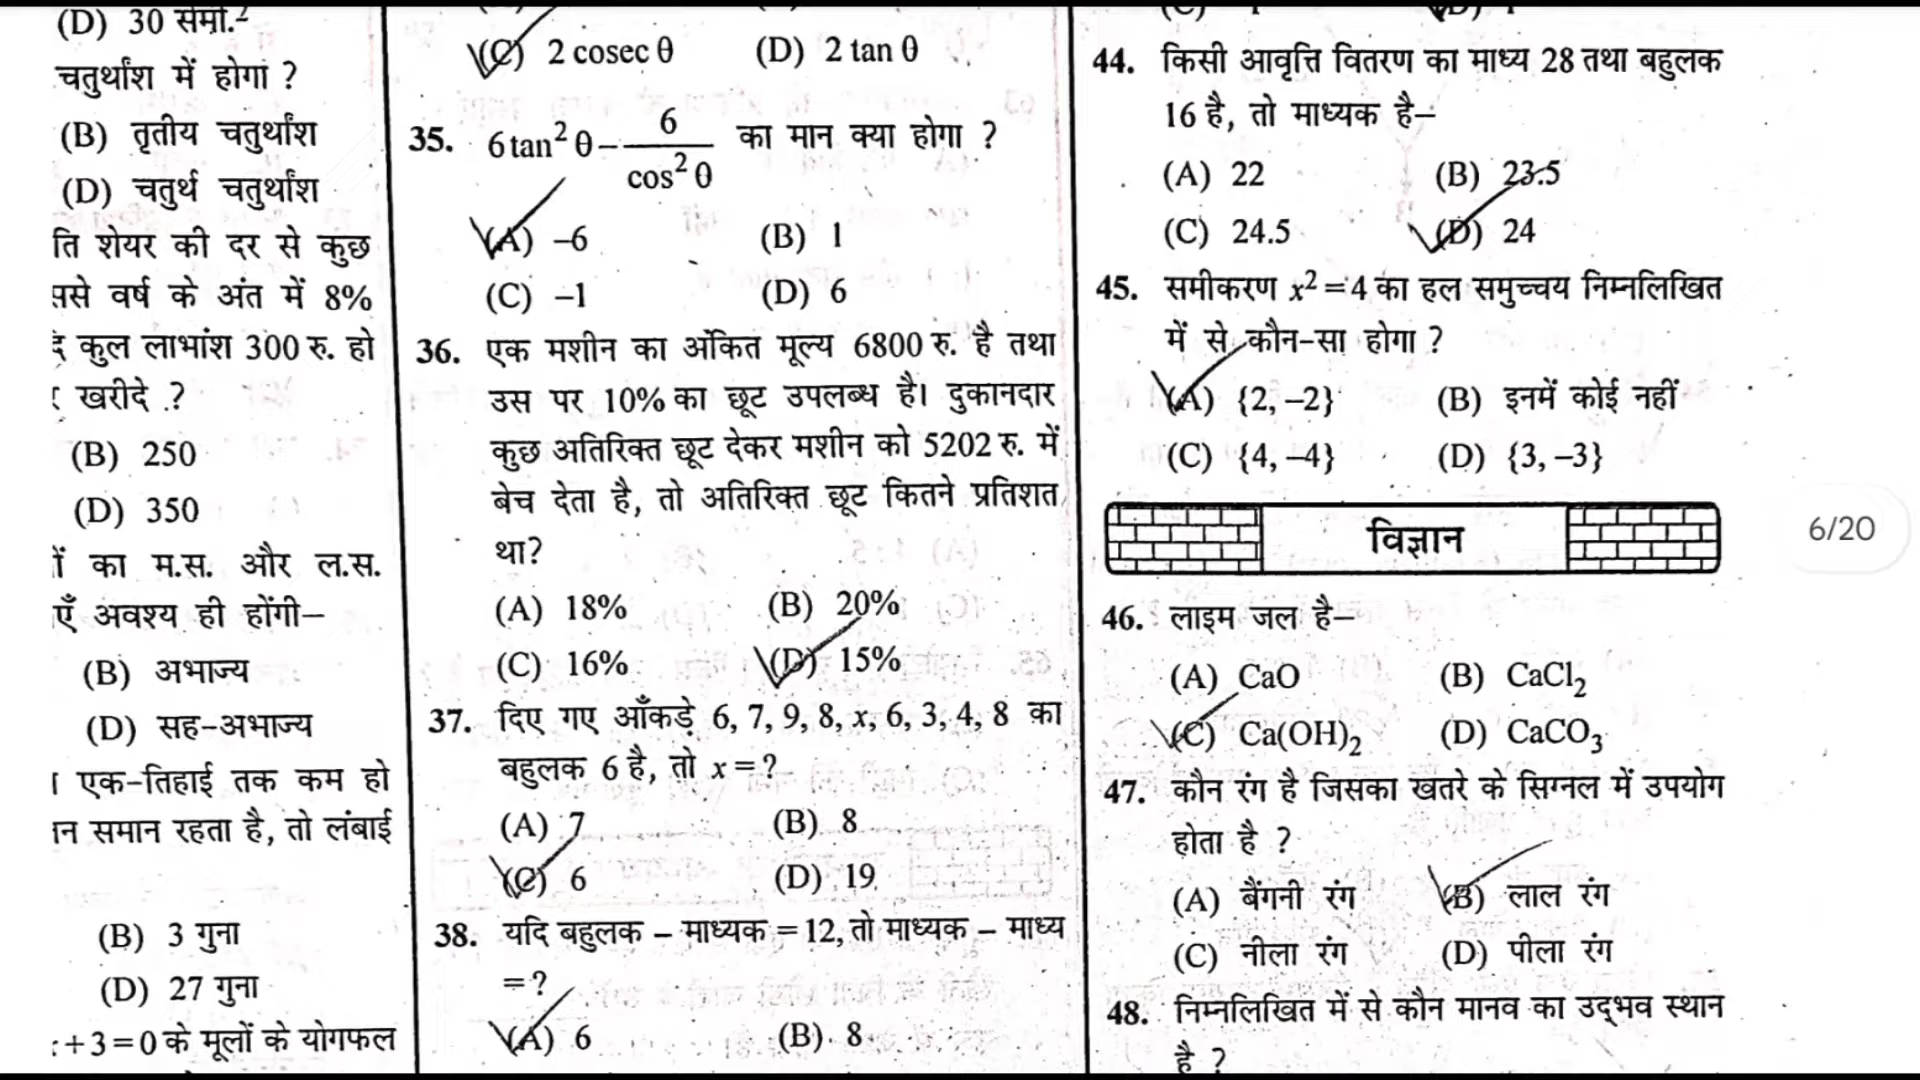 (D) 30 सेमी.²
चतुर्थांश में होगा ?
(B) तृतीय चतुर्थांश
(D) चतुर्थ चतुर्थांश
ति शेयर की दर से कुछ
ससे वर्ष के अंत में 8%
दे कुल लाभांश 300 रु. हो
खरीदे ?
(B) 250
(D) 350
का म.स. और ल.स.
एँ अवश्य ही होंगी–
(B) अभाज्य
(D) सह-अभाज्य
एक-तिहाई तक कम हो
समान रहता है, तो लंबाई
(B) 3 गुना
(D) 27 गुना
+3=0 के मूलों के योगफल
(C) 2 cosec θ (D) 2 tan θ
35. 6 tan² θ – 6/cos² θ का मान क्या होगा ?
(A) –6 (B) 1
(C) –1 (D) 6
36. एक मशीन का अंकित मूल्य 6800 रु. है तथा
उस पर 10% का छूट उपलब्ध है। दुकानदार
कुछ अतिरिक्त छूट देकर मशीन को 5202 रु. में
बेच देता है, तो अतिरिक्त छूट कितने प्रतिशत
था?
(A) 18% (B) 20%
(C) 16% (D) 15%
37. दिए गए आँकड़े 6, 7, 9, 8, x, 6, 3, 4, 8 का
बहुलक 6 है, तो x = ?
(A) 7 (B) 8
(C) 6 (D) 19
38. यदि बहुलक – माध्यक = 12, तो माध्यक – माध्य
= ?
(A) 6 (B) 8
44. किसी आवृत्ति वितरण का माध्य 28 तथा बहुलक
16 है, तो माध्यक है–
(A) 22 (B) 23.5
(C) 24.5 (D) 24
45. समीकरण x² = 4 का हल समुच्चय निम्नलिखित
में से कौन-सा होगा ?
(A) {2, –2} (B) इनमें कोई नहीं
(C) {4, –4} (D) {3, –3}
विज्ञान
6/20
46. लाइम जल है–
(A) CaO (B) CaCl₂
(C) Ca(OH)₂ (D) CaCO₃
47. कौन रंग है जिसका खतरे के सिग्नल में उपयोग
होता है ?
(A) बैंगनी रंग (B) लाल रंग
(C) नीला रंग (D) पीला रंग
48. निम्नलिखित में से कौन मानव का उद्भव स्थान
है ?